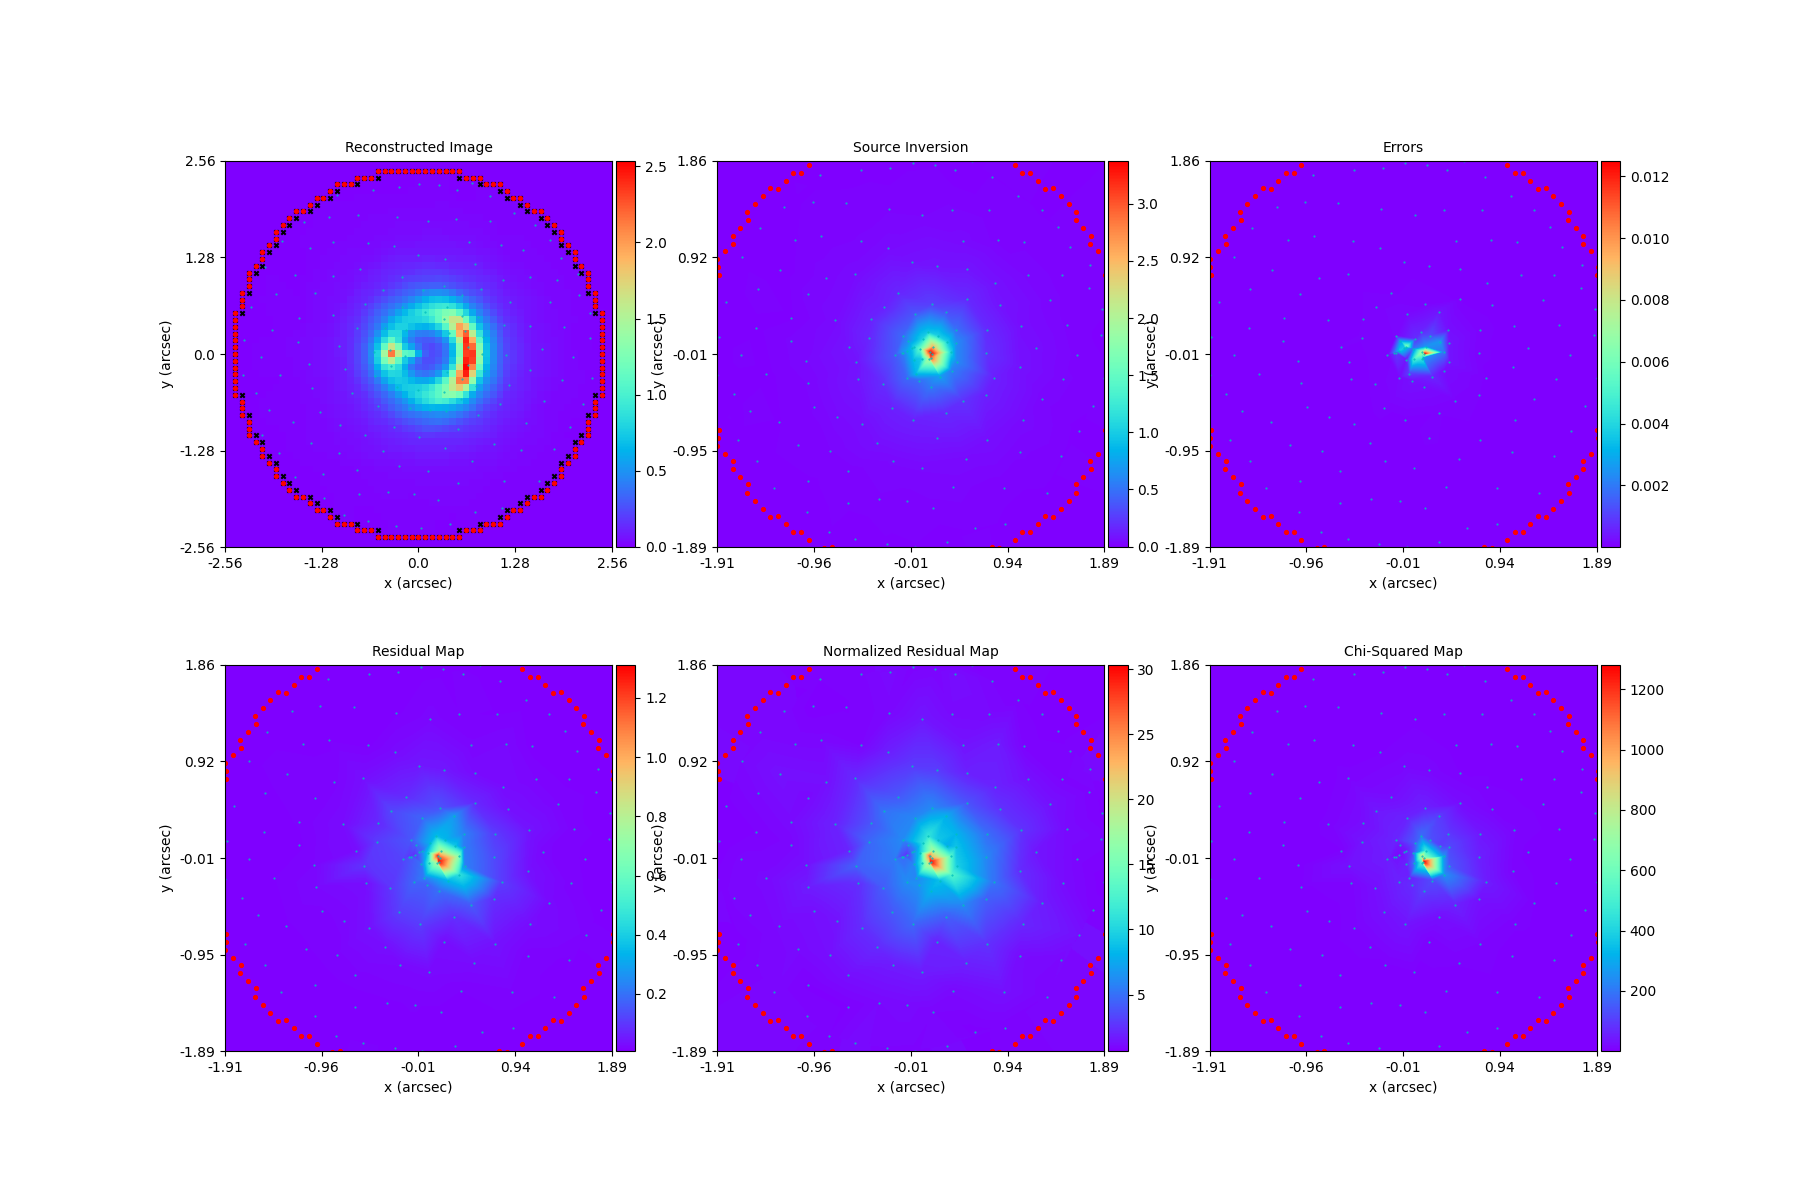 Reconstructed Image
2.56
1.28
0.0
-1.28
-2.56
y (arcsec)
-2.56 -1.28 0.0 1.28 2.56
x (arcsec)
2.5
2.0
1.5
1.0
0.5
0.0
Source Inversion
1.86
0.92
-0.01
-0.95
-1.89
y (arcsec)
-1.91 -0.96 -0.01 0.94 1.89
x (arcsec)
3.0
2.5
2.0
1.5
1.0
0.5
0.0
Errors
1.86
0.92
-0.01
-0.95
-1.89
y (arcsec)
-1.91 -0.96 -0.01 0.94 1.89
x (arcsec)
0.012
0.010
0.008
0.006
0.004
0.002
Residual Map
1.86
0.92
-0.01
-0.95
-1.89
y (arcsec)
-1.91 -0.96 -0.01 0.94 1.89
x (arcsec)
1.2
1.0
0.8
0.6
0.4
0.2
Normalized Residual Map
1.86
0.92
-0.01
-0.95
-1.89
y (arcsec)
-1.91 -0.96 -0.01 0.94 1.89
x (arcsec)
30
25
20
15
10
5
Chi-Squared Map
1.86
0.92
-0.01
-0.95
-1.89
y (arcsec)
-1.91 -0.96 -0.01 0.94 1.89
x (arcsec)
1200
1000
800
600
400
200